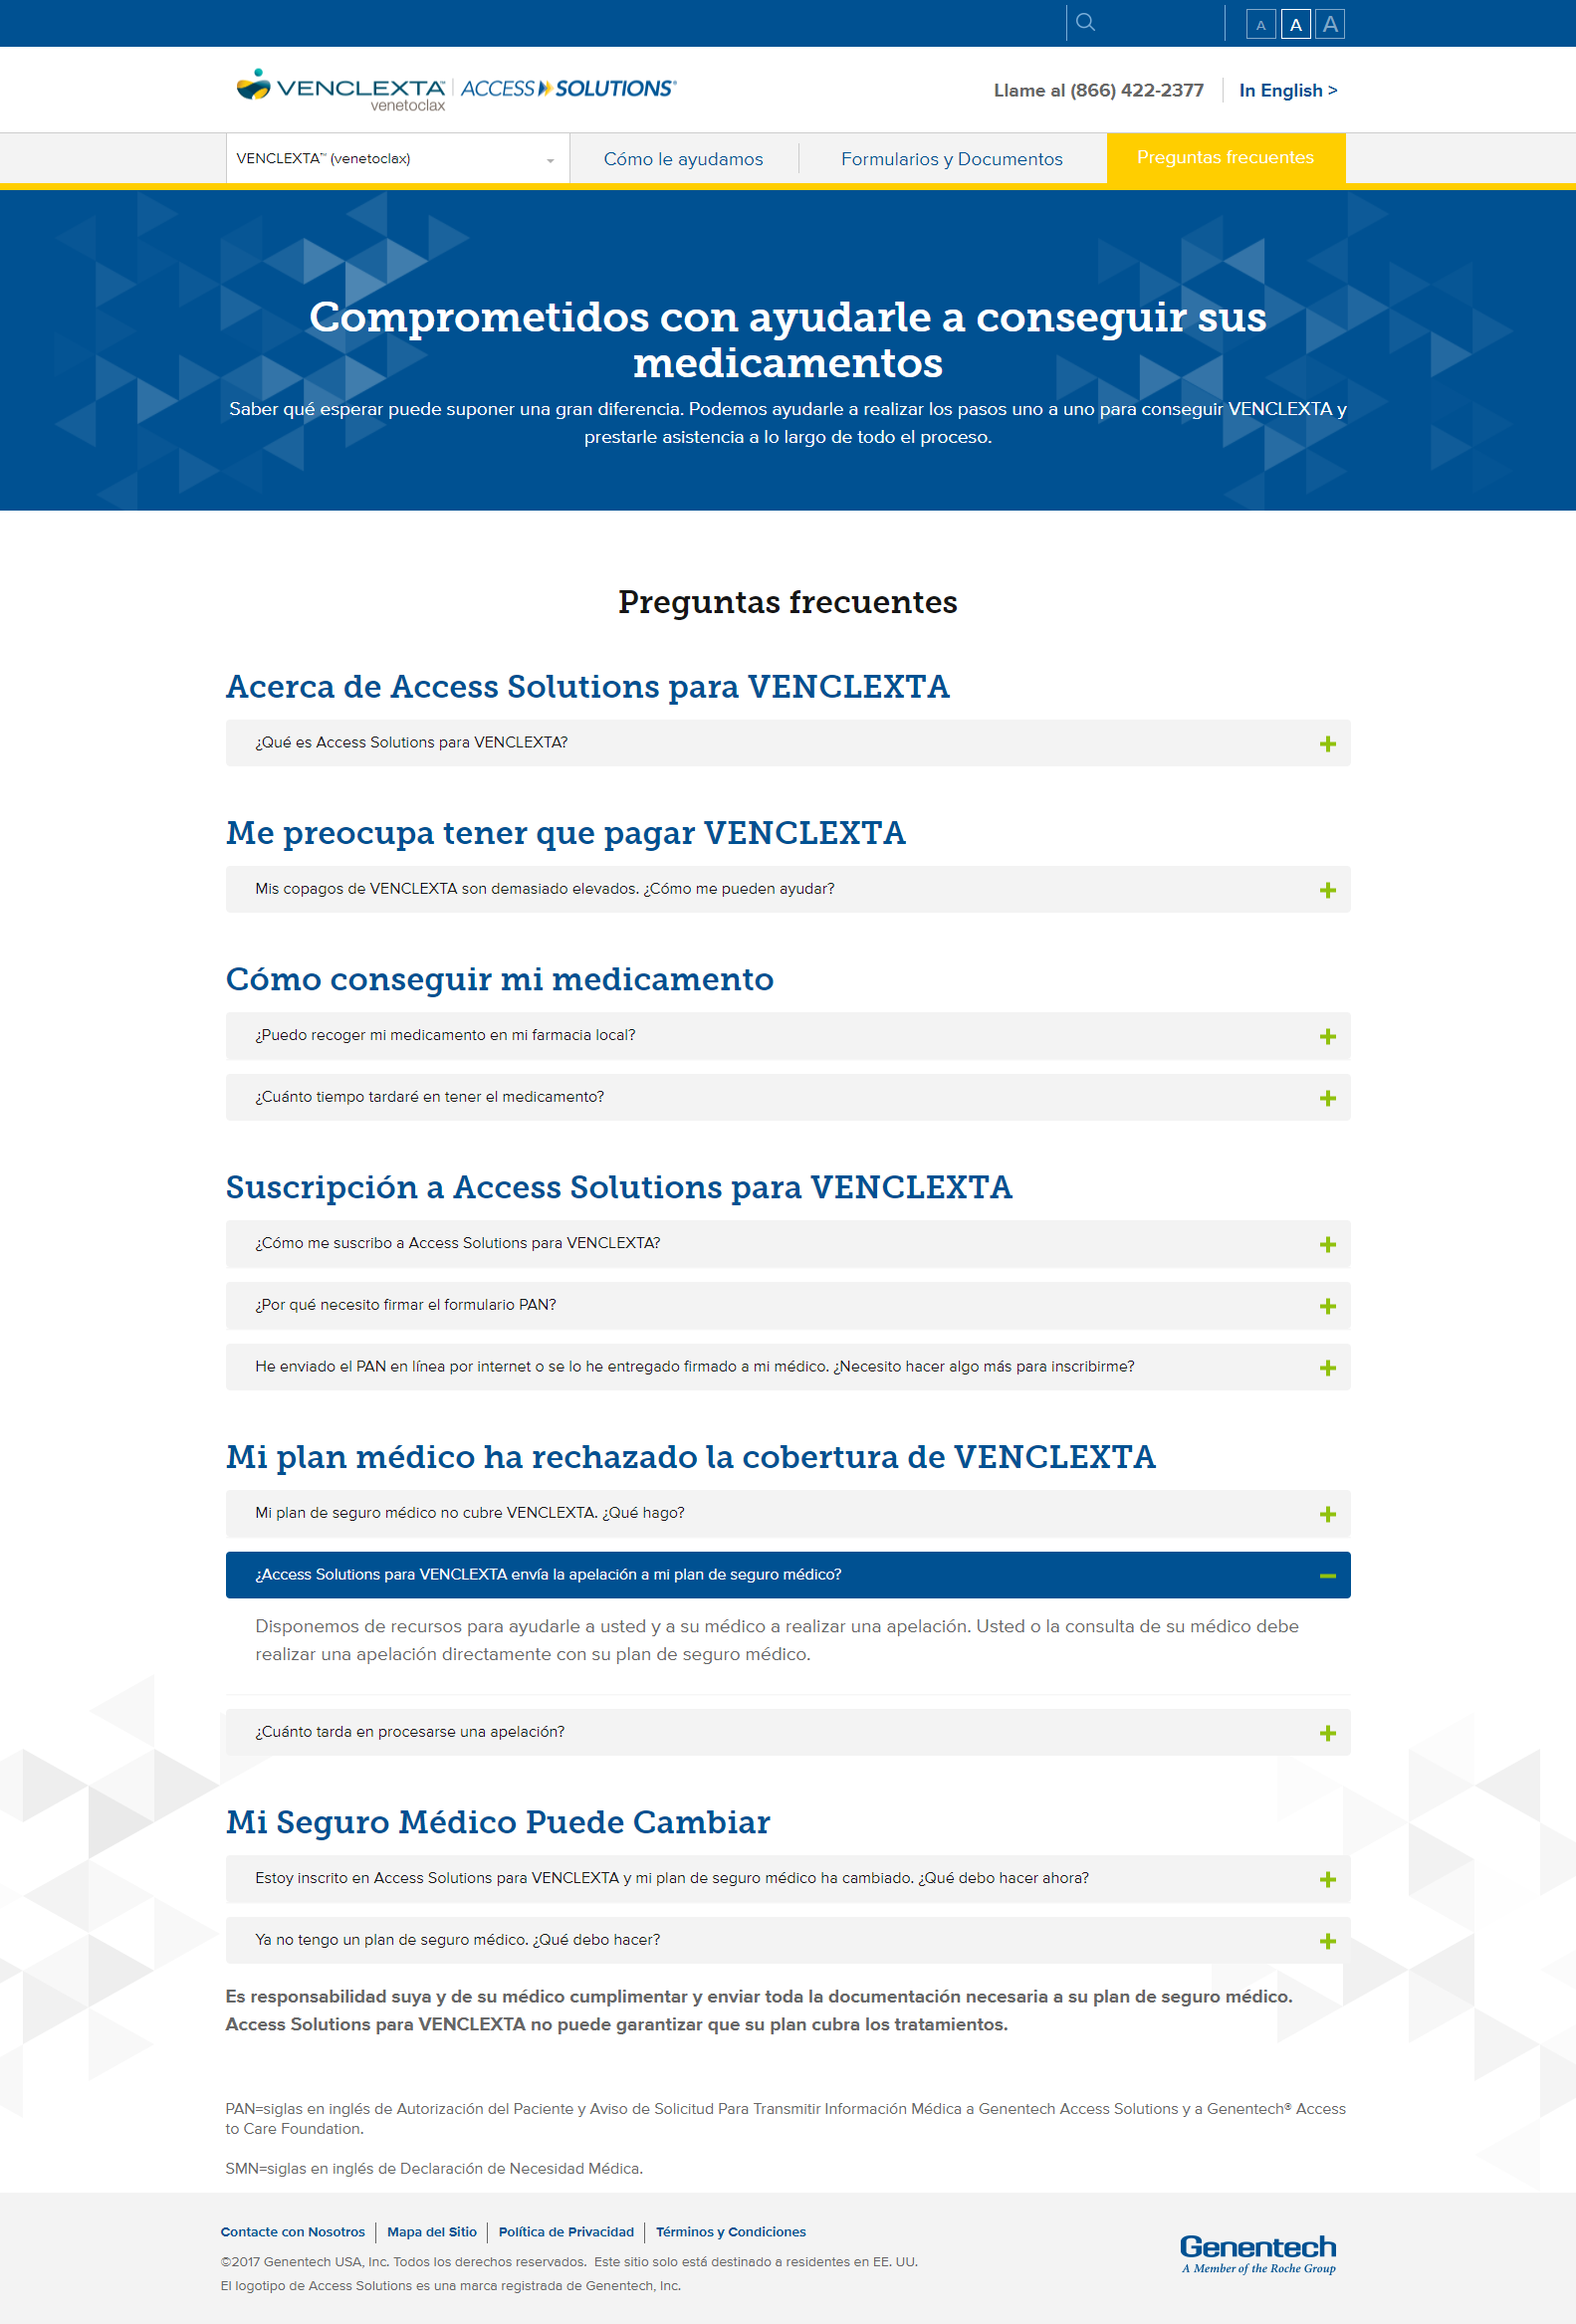 A A A
VENCLEXTA™ venetoclax | ACCESS SOLUTIONS®
Llame al (866) 422-2377
In English >
VENCLEXTA™ (venetoclax)
Cómo le ayudamos
Formularios y Documentos
Preguntas frecuentes
Comprometidos con ayudarle a conseguir sus
medicamentos
Saber qué esperar puede suponer una gran diferencia. Podemos ayudarle a realizar los pasos uno a uno para conseguir VENCLEXTA y
prestarle asistencia a lo largo de todo el proceso.
Preguntas frecuentes
Acerca de Access Solutions para VENCLEXTA
¿Qué es Access Solutions para VENCLEXTA?
Me preocupa tener que pagar VENCLEXTA
Mis copagos de VENCLEXTA son demasiado elevados. ¿Cómo me pueden ayudar?
Cómo conseguir mi medicamento
¿Puedo recoger mi medicamento en mi farmacia local?
¿Cuánto tiempo tardaré en tener el medicamento?
Suscripción a Access Solutions para VENCLEXTA
¿Cómo me suscribo a Access Solutions para VENCLEXTA?
¿Por qué necesito firmar el formulario PAN?
He enviado el PAN en línea por internet o se lo he entregado firmado a mi médico. ¿Necesito hacer algo más para inscribirme?
Mi plan médico ha rechazado la cobertura de VENCLEXTA
Mi plan de seguro médico no cubre VENCLEXTA. ¿Qué hago?
¿Access Solutions para VENCLEXTA envía la apelación a mi plan de seguro médico?
Disponemos de recursos para ayudarle a usted y a su médico a realizar una apelación. Usted o la consulta de su médico debe
realizar una apelación directamente con su plan de seguro médico.
¿Cuánto tarda en procesarse una apelación?
Mi Seguro Médico Puede Cambiar
Estoy inscrito en Access Solutions para VENCLEXTA y mi plan de seguro médico ha cambiado. ¿Qué debo hacer ahora?
Ya no tengo un plan de seguro médico. ¿Qué debo hacer?
Es responsabilidad suya y de su médico cumplimentar y enviar toda la documentación necesaria a su plan de seguro médico.
Access Solutions para VENCLEXTA no puede garantizar que su plan cubra los tratamientos.
PAN=siglas en inglés de Autorización del Paciente y Aviso de Solicitud Para Transmitir Información Médica a Genentech Access Solutions y a Genentech® Access
to Care Foundation.
SMN=siglas en inglés de Declaración de Necesidad Médica.
Contacte con Nosotros | Mapa del Sitio | Política de Privacidad | Términos y Condiciones
©2017 Genentech USA, Inc. Todos los derechos reservados. Este sitio solo está destinado a residentes en EE. UU.
El logotipo de Access Solutions es una marca registrada de Genentech, Inc.
Genentech
A Member of the Roche Group